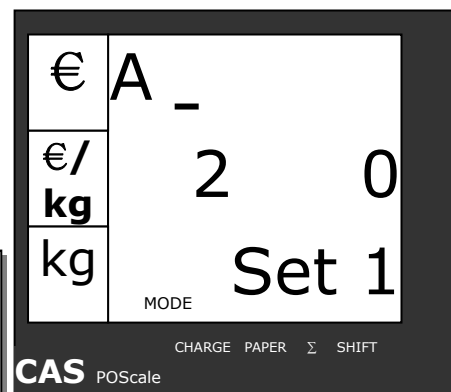 € A _
€/
kg
2 0
kg Set 1
MODE
CHARGE PAPER Σ SHIFT
CAS POScale